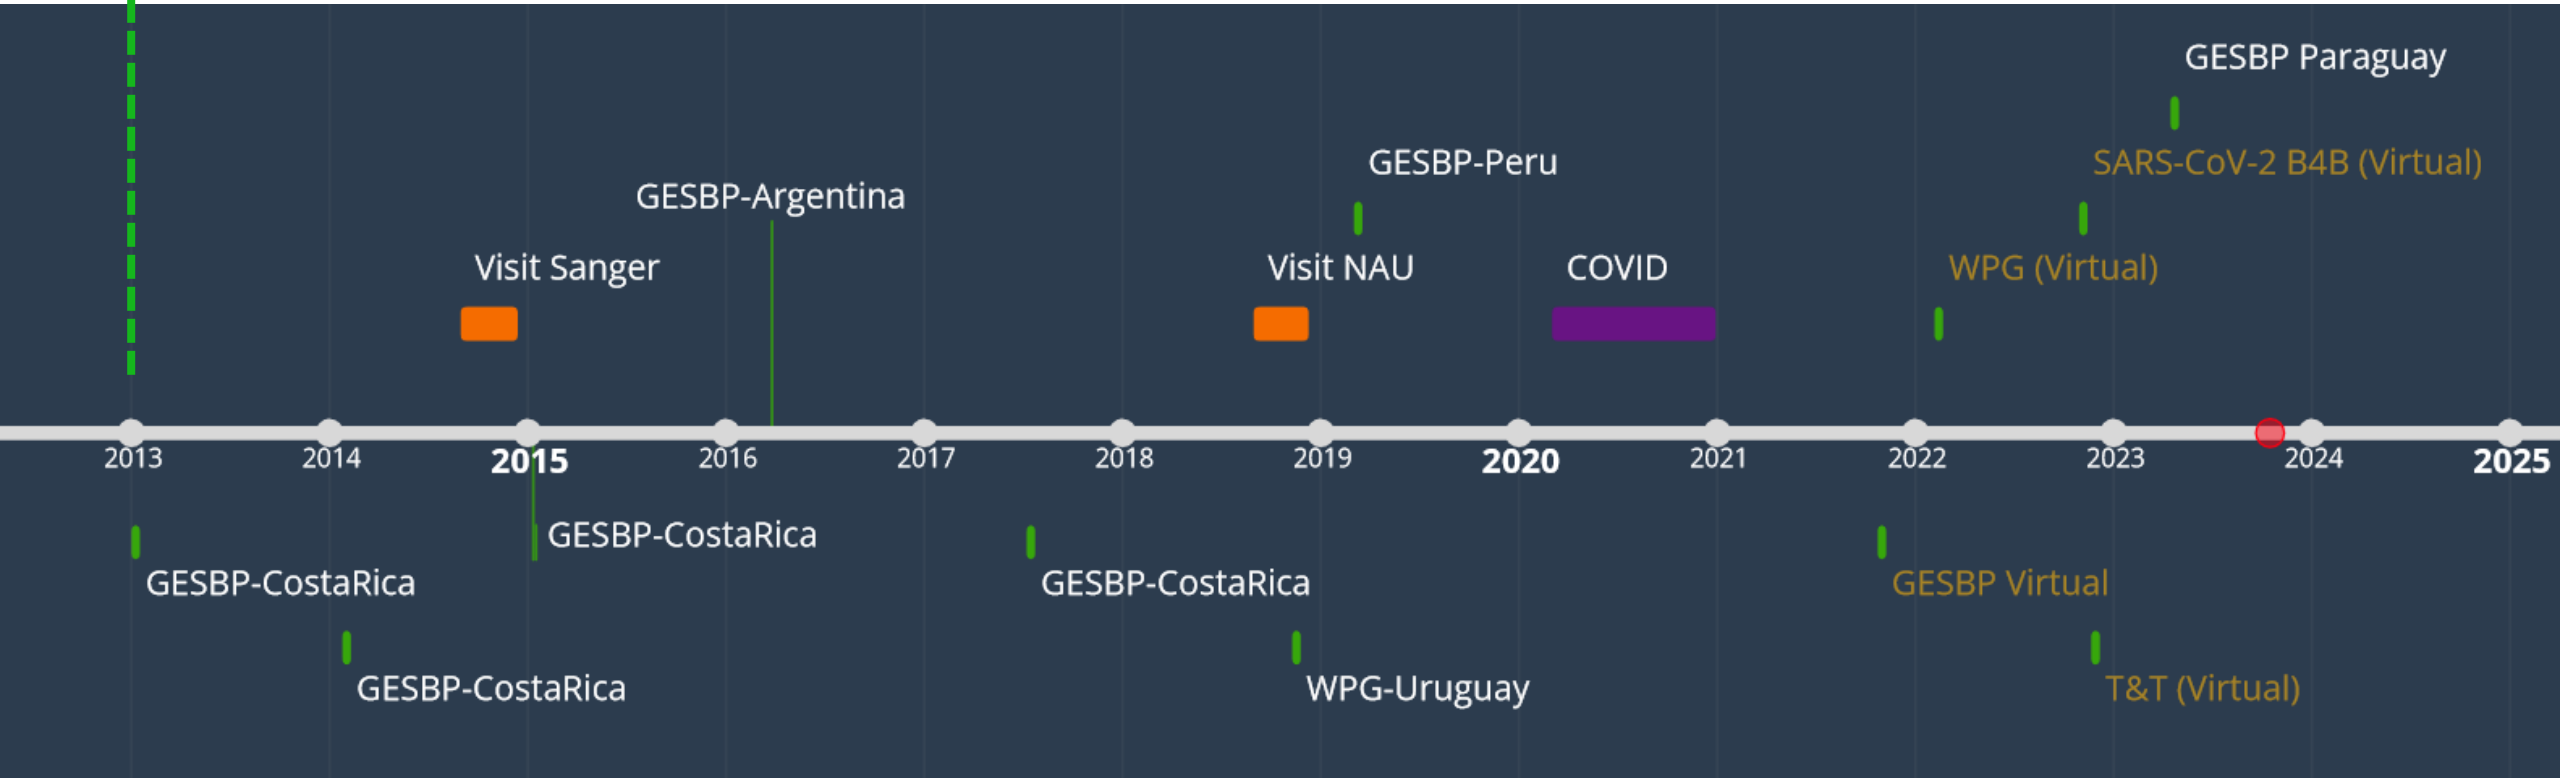 GESBP Paraguay
GESBP-Peru
SARS-CoV-2 B4B (Virtual)
GESBP-Argentina
Visit Sanger
Visit NAU
COVID
WPG (Virtual)
2013
2014
2015
2016
2017
2018
2019
2020
2021
2022
2023
2024
2025
GESBP-CostaRica
GESBP-CostaRica
GESBP-CostaRica
GESBP Virtual
GESBP-CostaRica
WPG-Uruguay
T&T (Virtual)